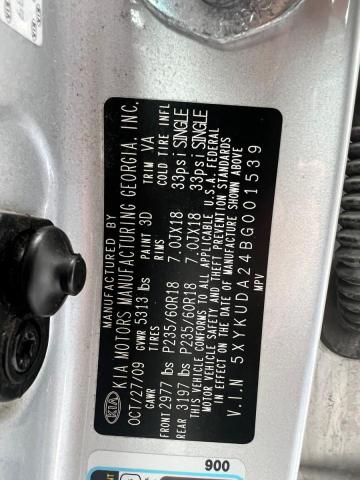 MANUFACTURED BY
KIA KIA MOTORS MANUFACTURING GEORGIA, INC.
OCT/27/09 PAINT 3D TRIM VA
GVWR 5313 lbs
GAWR TIRES RIMS COLD TIRE INFL
FRONT 2977 lbs P235/60R18 7.0JX18 33psi SINGLE
REAR 3197 lbs P235/60R18 7.0JX18 33psi SINGLE
THIS VEHICLE CONFORMS TO ALL APPLICABLE U.S.A. FEDERAL
MOTOR VEHICLE SAFETY AND THEFT PREVENTION STANDARDS
IN EFFECT ON THE DATE OF MANUFACTURE SHOWN ABOVE
V.I.N 5XYKUDA24BG001539
MPV
900